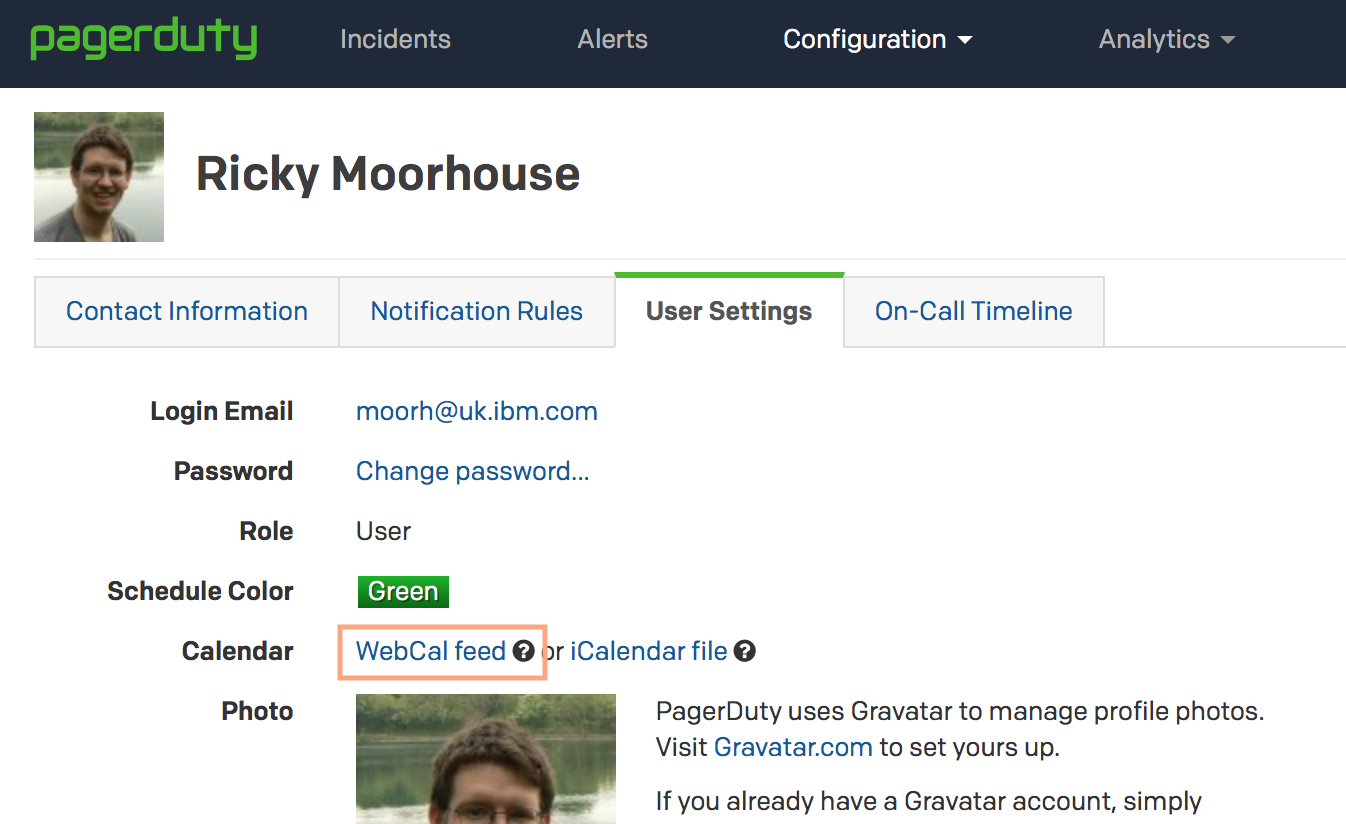 pagerduty Incidents Alerts Configuration Analytics
Ricky Moorhouse
Contact Information Notification Rules User Settings On-Call Timeline
Login Email moorh@uk.ibm.com
Password Change password...
Role User
Schedule Color Green
Calendar WebCal feed ? or iCalendar file ?
Photo PagerDuty uses Gravatar to manage profile photos.
Visit Gravatar.com to set yours up.
If you already have a Gravatar account, simply